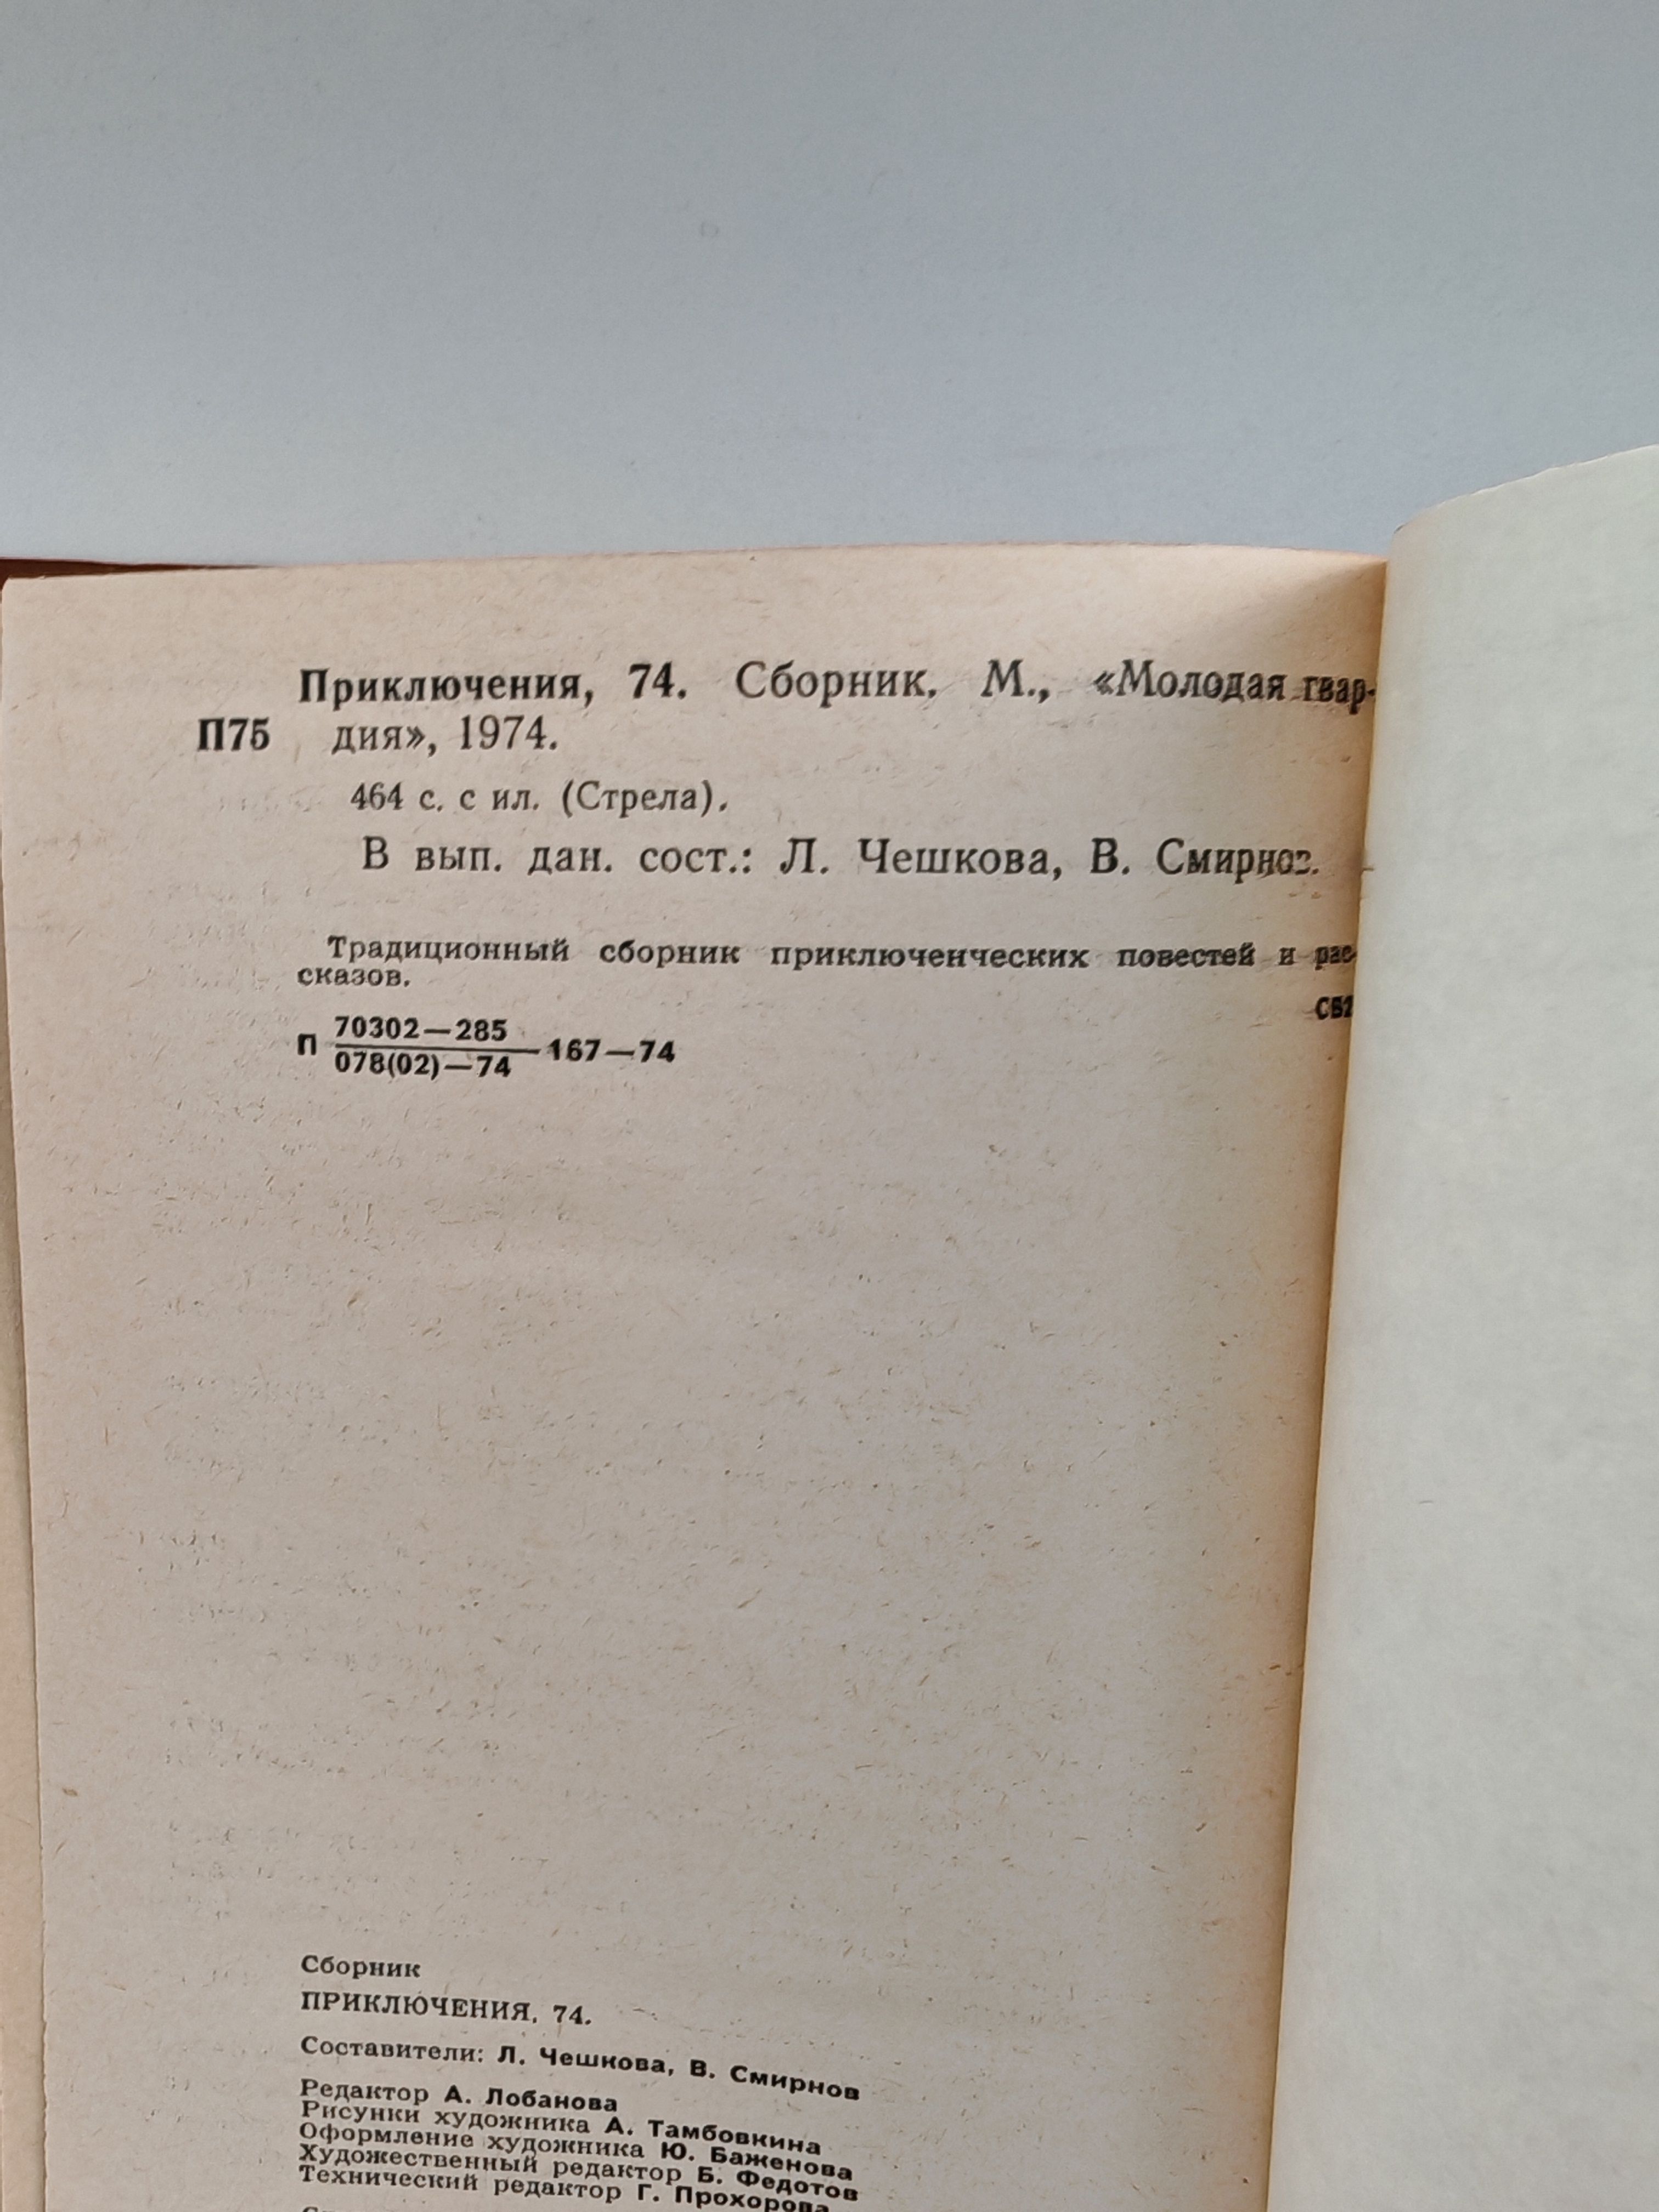 Приключения, 74. Сборник. М., «Молодая гвар-
П75 дия», 1974.
464 с. с ил. (Стрела).
В вып. дан. сост.: Л. Чешкова, В. Смирнов.
Традиционный сборник приключенческих повестей и рас-
сказов.
СБ2
П 70302—285
078(02)—74 —167—74
Сборник
ПРИКЛЮЧЕНИЯ, 74.
Составители: Л. Чешкова, В. Смирнов
Редактор А. Лобанова
Рисунки художника А. Тамбовкина
Оформление художника Ю. Баженова
Художественный редактор Б. Федотов
Технический редактор Г. Прохорова